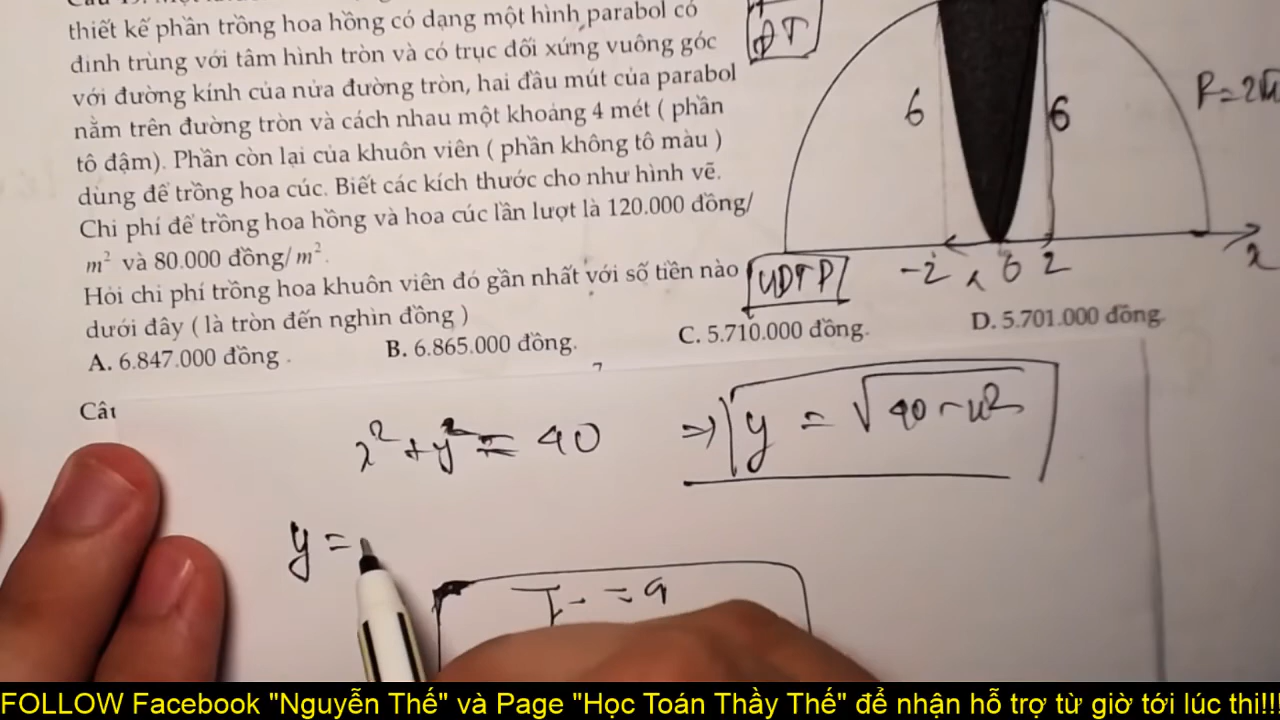 thiết kế phần trồng hoa hồng có dạng một hình parabol có
đỉnh trùng với tâm hình tròn và có trục đối xứng vuông góc
với đường kính của nửa đường tròn, hai đầu mút của parabol
nằm trên đường tròn và cách nhau một khoảng 4 mét ( phần
tô đậm). Phần còn lại của khuôn viên ( phần không tô màu )
dùng để trồng hoa cúc. Biết các kích thước cho như hình vẽ.
Chi phí để trồng hoa hồng và hoa cúc lần lượt là 120.000 đồng/
m² và 80.000 đồng/ m².
Hỏi chi phí trồng hoa khuôn viên đó gần nhất với số tiền nào
dưới đây ( là tròn đến nghìn đồng )
A. 6.847.000 đồng .
B. 6.865.000 đồng.
C. 5.710.000 đồng.
D. 5.701.000 đồng.
6
6
-2
2
x
Câu
x² + y² = 40 => y = √40-x²
y =
FOLLOW Facebook "Nguyễn Thế" và Page "Học Toán Thầy Thế" để nhận hỗ trợ từ giờ tới lúc thi!!!